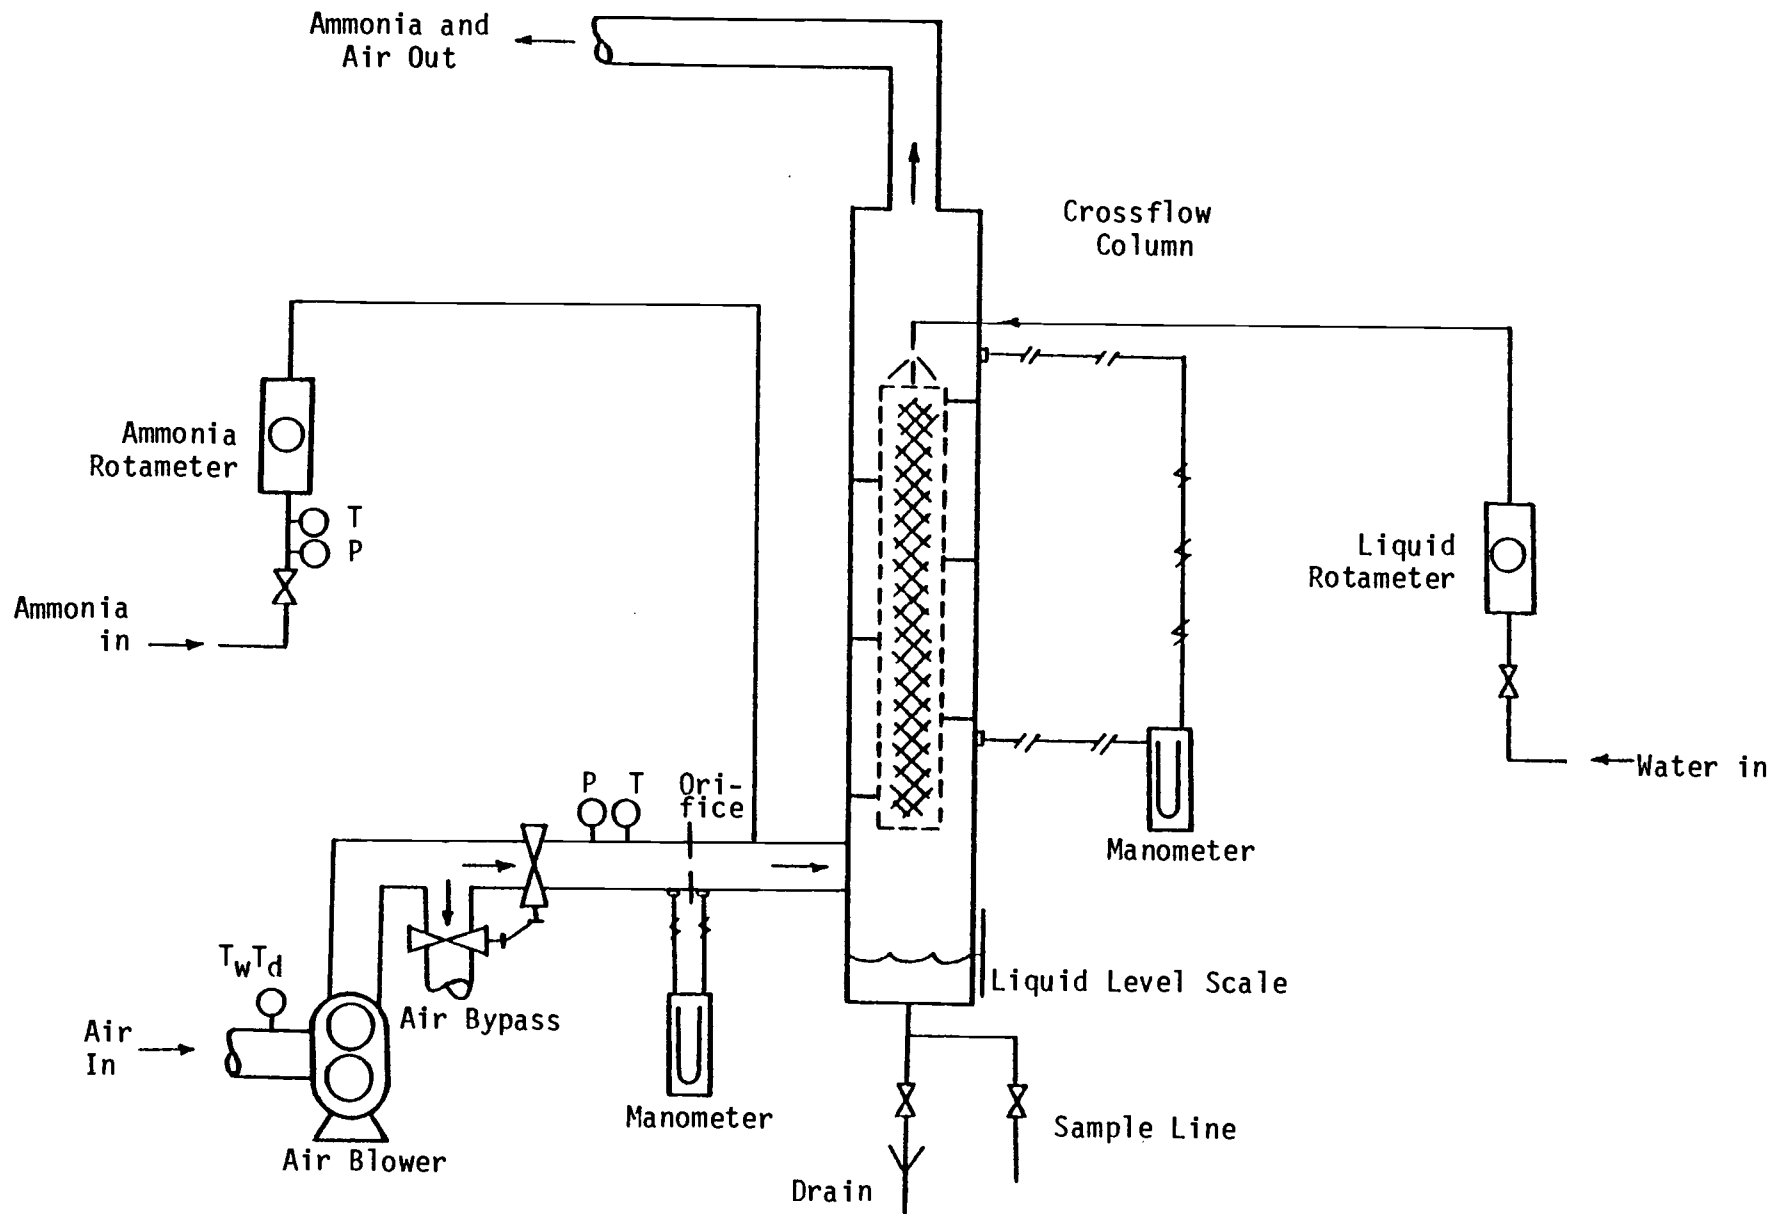 Ammonia and
Air Out
Crossflow
Column
Ammonia
Rotameter
T
P
Ammonia
in
Liquid
Rotameter
Water in
P T Ori-
fice
Manometer
TwTd
Liquid Level Scale
Air Bypass
Air
In
Manometer
Sample Line
Air Blower
Drain